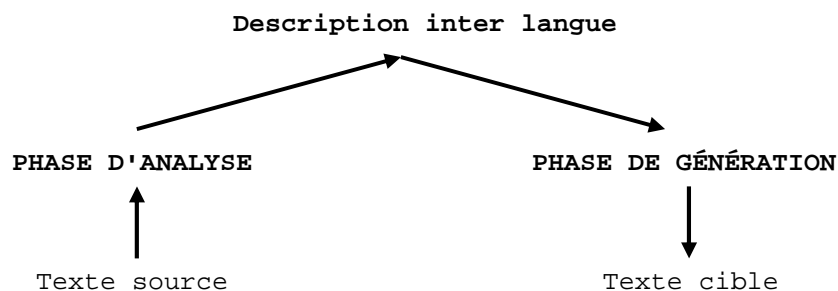 Description inter langue
PHASE D'ANALYSE
PHASE DE GÉNÉRATION
Texte source
Texte cible